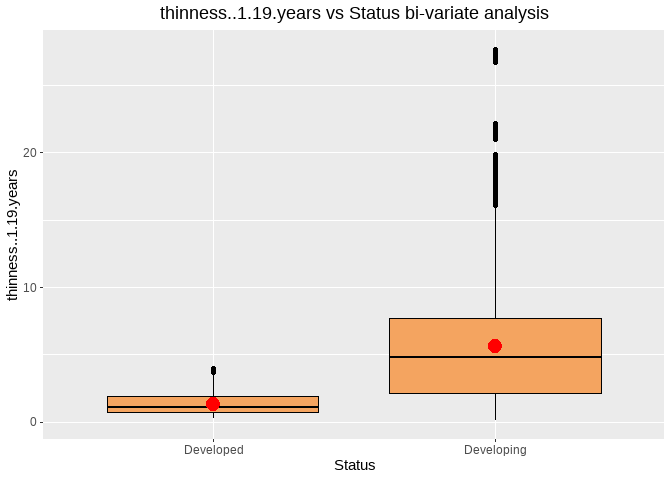 thinness..1.19.years vs Status bi-variate analysis
thinness..1.19.years
20
10
0
Developed
Developing
Status